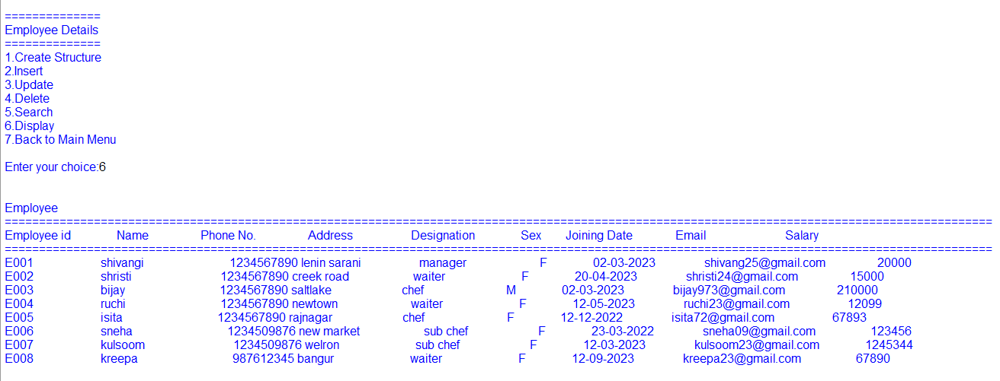 ==============
Employee Details
==============
1.Create Structure
2.Insert
3.Update
4.Delete
5.Search
6.Display
7.Back to Main Menu
Enter your choice:6
Employee
================================================================================================================================================
Employee id Name Phone No. Address Designation Sex Joining Date Email Salary
================================================================================================================================================
E001 shivangi 1234567890 lenin sarani manager F 02-03-2023 shivang25@gmail.com 20000
E002 shristi 1234567890 creek road waiter F 20-04-2023 shristi24@gmail.com 15000
E003 bijay 1234567890 saltlake chef M 02-03-2023 bijay973@gmail.com 210000
E004 ruchi 1234567890 newtown waiter F 12-05-2023 ruchi23@gmail.com 12099
E005 isita 1234567890 rajnagar chef F 12-12-2022 isita72@gmail.com 67893
E006 sneha 1234509876 new market sub chef F 23-03-2022 sneha09@gmail.com 123456
E007 kulsoom 1234509876 welron sub chef F 12-03-2023 kulsoom23@gmail.com 1245344
E008 kreepa 987612345 bangur waiter F 12-09-2023 kreepa23@gmail.com 67890